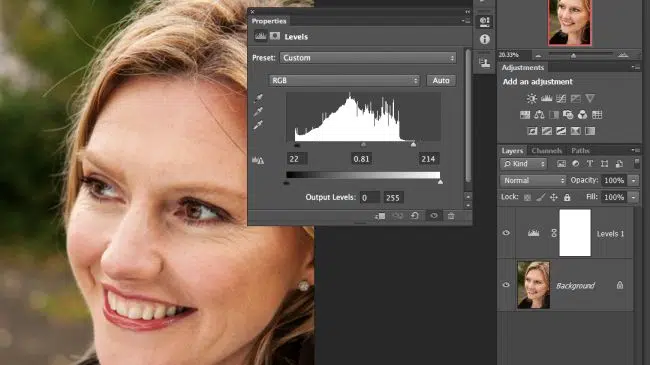 Properties
Levels
Preset: Custom
RGB
Auto
22 0.81 214
Output Levels: 0 255
20.33%
Adjustments
Add an adjustment
Layers Channels Paths
Kind
Normal Opacity: 100%
Lock: Fill: 100%
Levels 1
Background